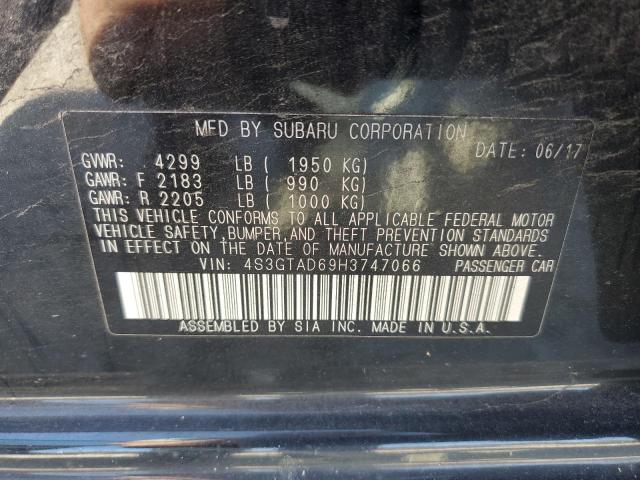 MFD BY SUBARU CORPORATION
DATE: 06/17
GVWR: 4299 LB ( 1950 KG)
GAWR: F 2183 LB ( 990 KG)
GAWR: R 2205 LB ( 1000 KG)
THIS VEHICLE CONFORMS TO ALL APPLICABLE FEDERAL MOTOR
VEHICLE SAFETY, BUMPER, AND THEFT PREVENTION STANDARDS
IN EFFECT ON THE DATE OF MANUFACTURE SHOWN ABOVE.
VIN: 4S3GTAD69H3747066 PASSENGER CAR
ASSEMBLED BY SIA INC. MADE IN U.S.A.